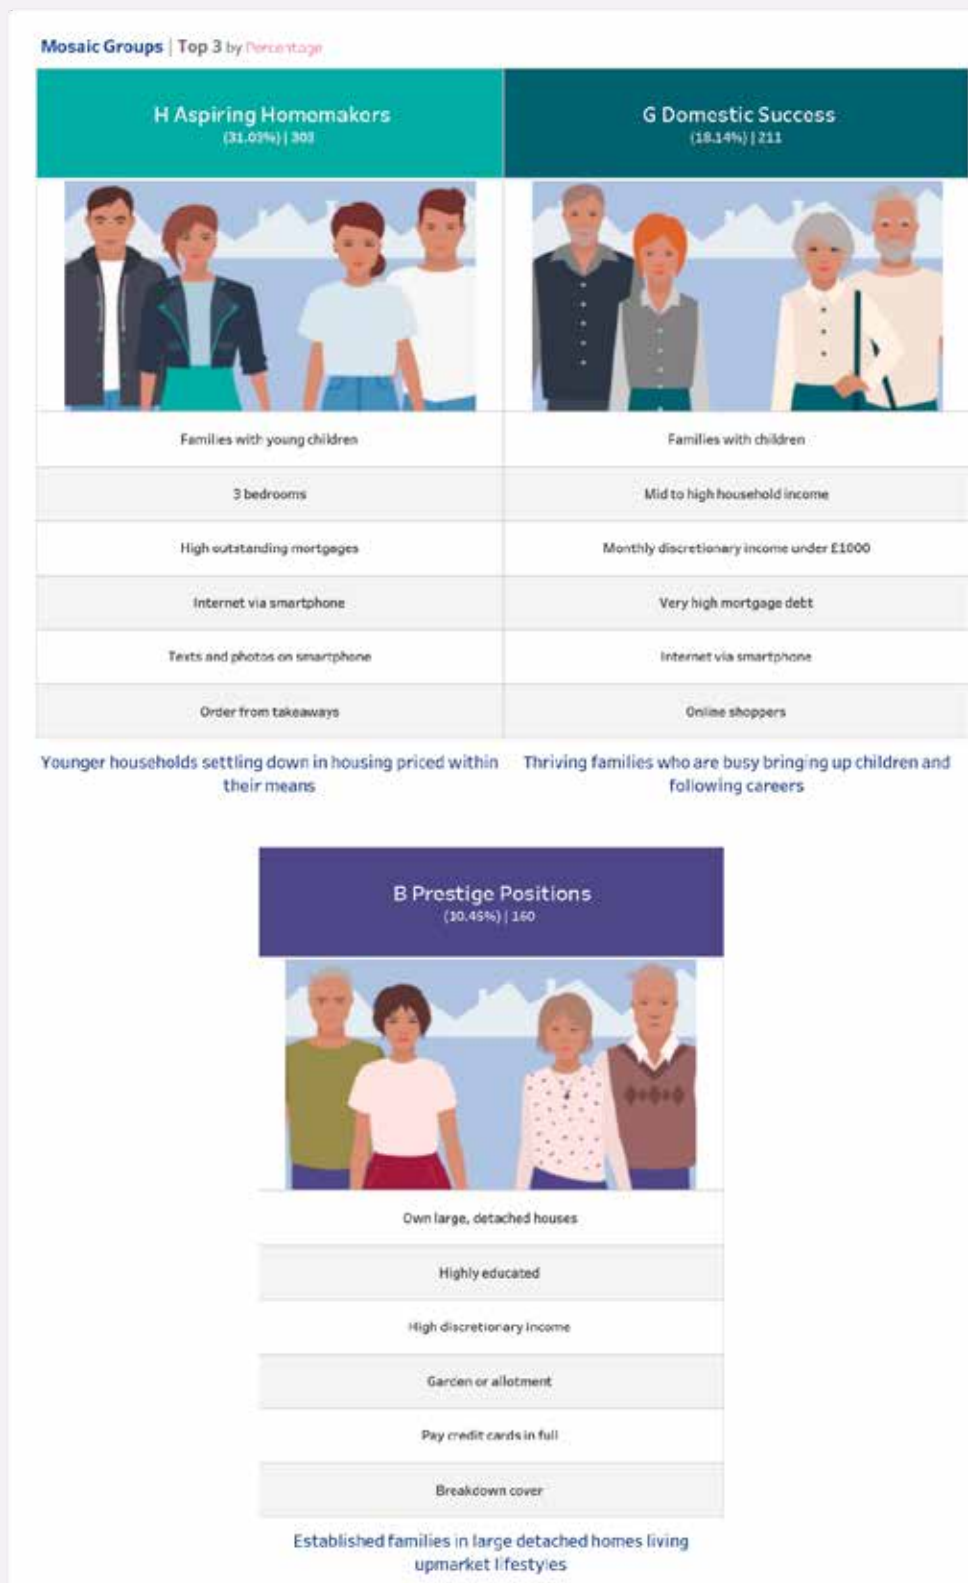 Mosaic Groups | Top 3 by Percentage
H Aspiring Homemakers
(31.03%) | 303
Families with young children
3 bedrooms
High outstanding mortgages
Internet via smartphone
Texts and photos on smartphone
Order from takeaways
Younger households settling down in housing priced within
their means
G Domestic Success
(18.14%) | 211
Families with children
Mid to high household income
Monthly discretionary income under £1000
Very high mortgage debt
Internet via smartphone
Online shoppers
Thriving families who are busy bringing up children and
following careers
B Prestige Positions
(10.45%) | 160
Own large, detached houses
Highly educated
High discretionary income
Garden or allotment
Pay credit cards in full
Breakdown cover
Established families in large detached homes living
upmarket lifestyles